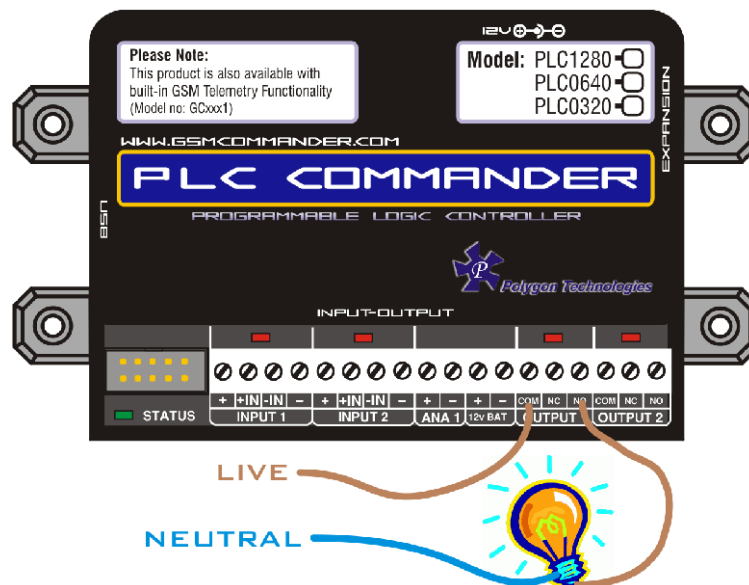 12V
Please Note:
This product is also available with
built-in GSM Telemetry Functionality
(Model no: GCxxx1)
Model: PLC1280
PLC0640
PLC0320
EXPANSION
WWW.GSMCOMMANDER.COM
PLC COMMANDER
PROGRAMMABLE LOGIC CONTROLLER
USB
P
Polygon Technologies
INPUT-OUTPUT
+ +IN -IN − + +IN -IN − + − + − COM NC NO COM NC NO
STATUS INPUT 1 INPUT 2 ANA 1 12v BAT OUTPUT OUTPUT 2
LIVE
NEUTRAL